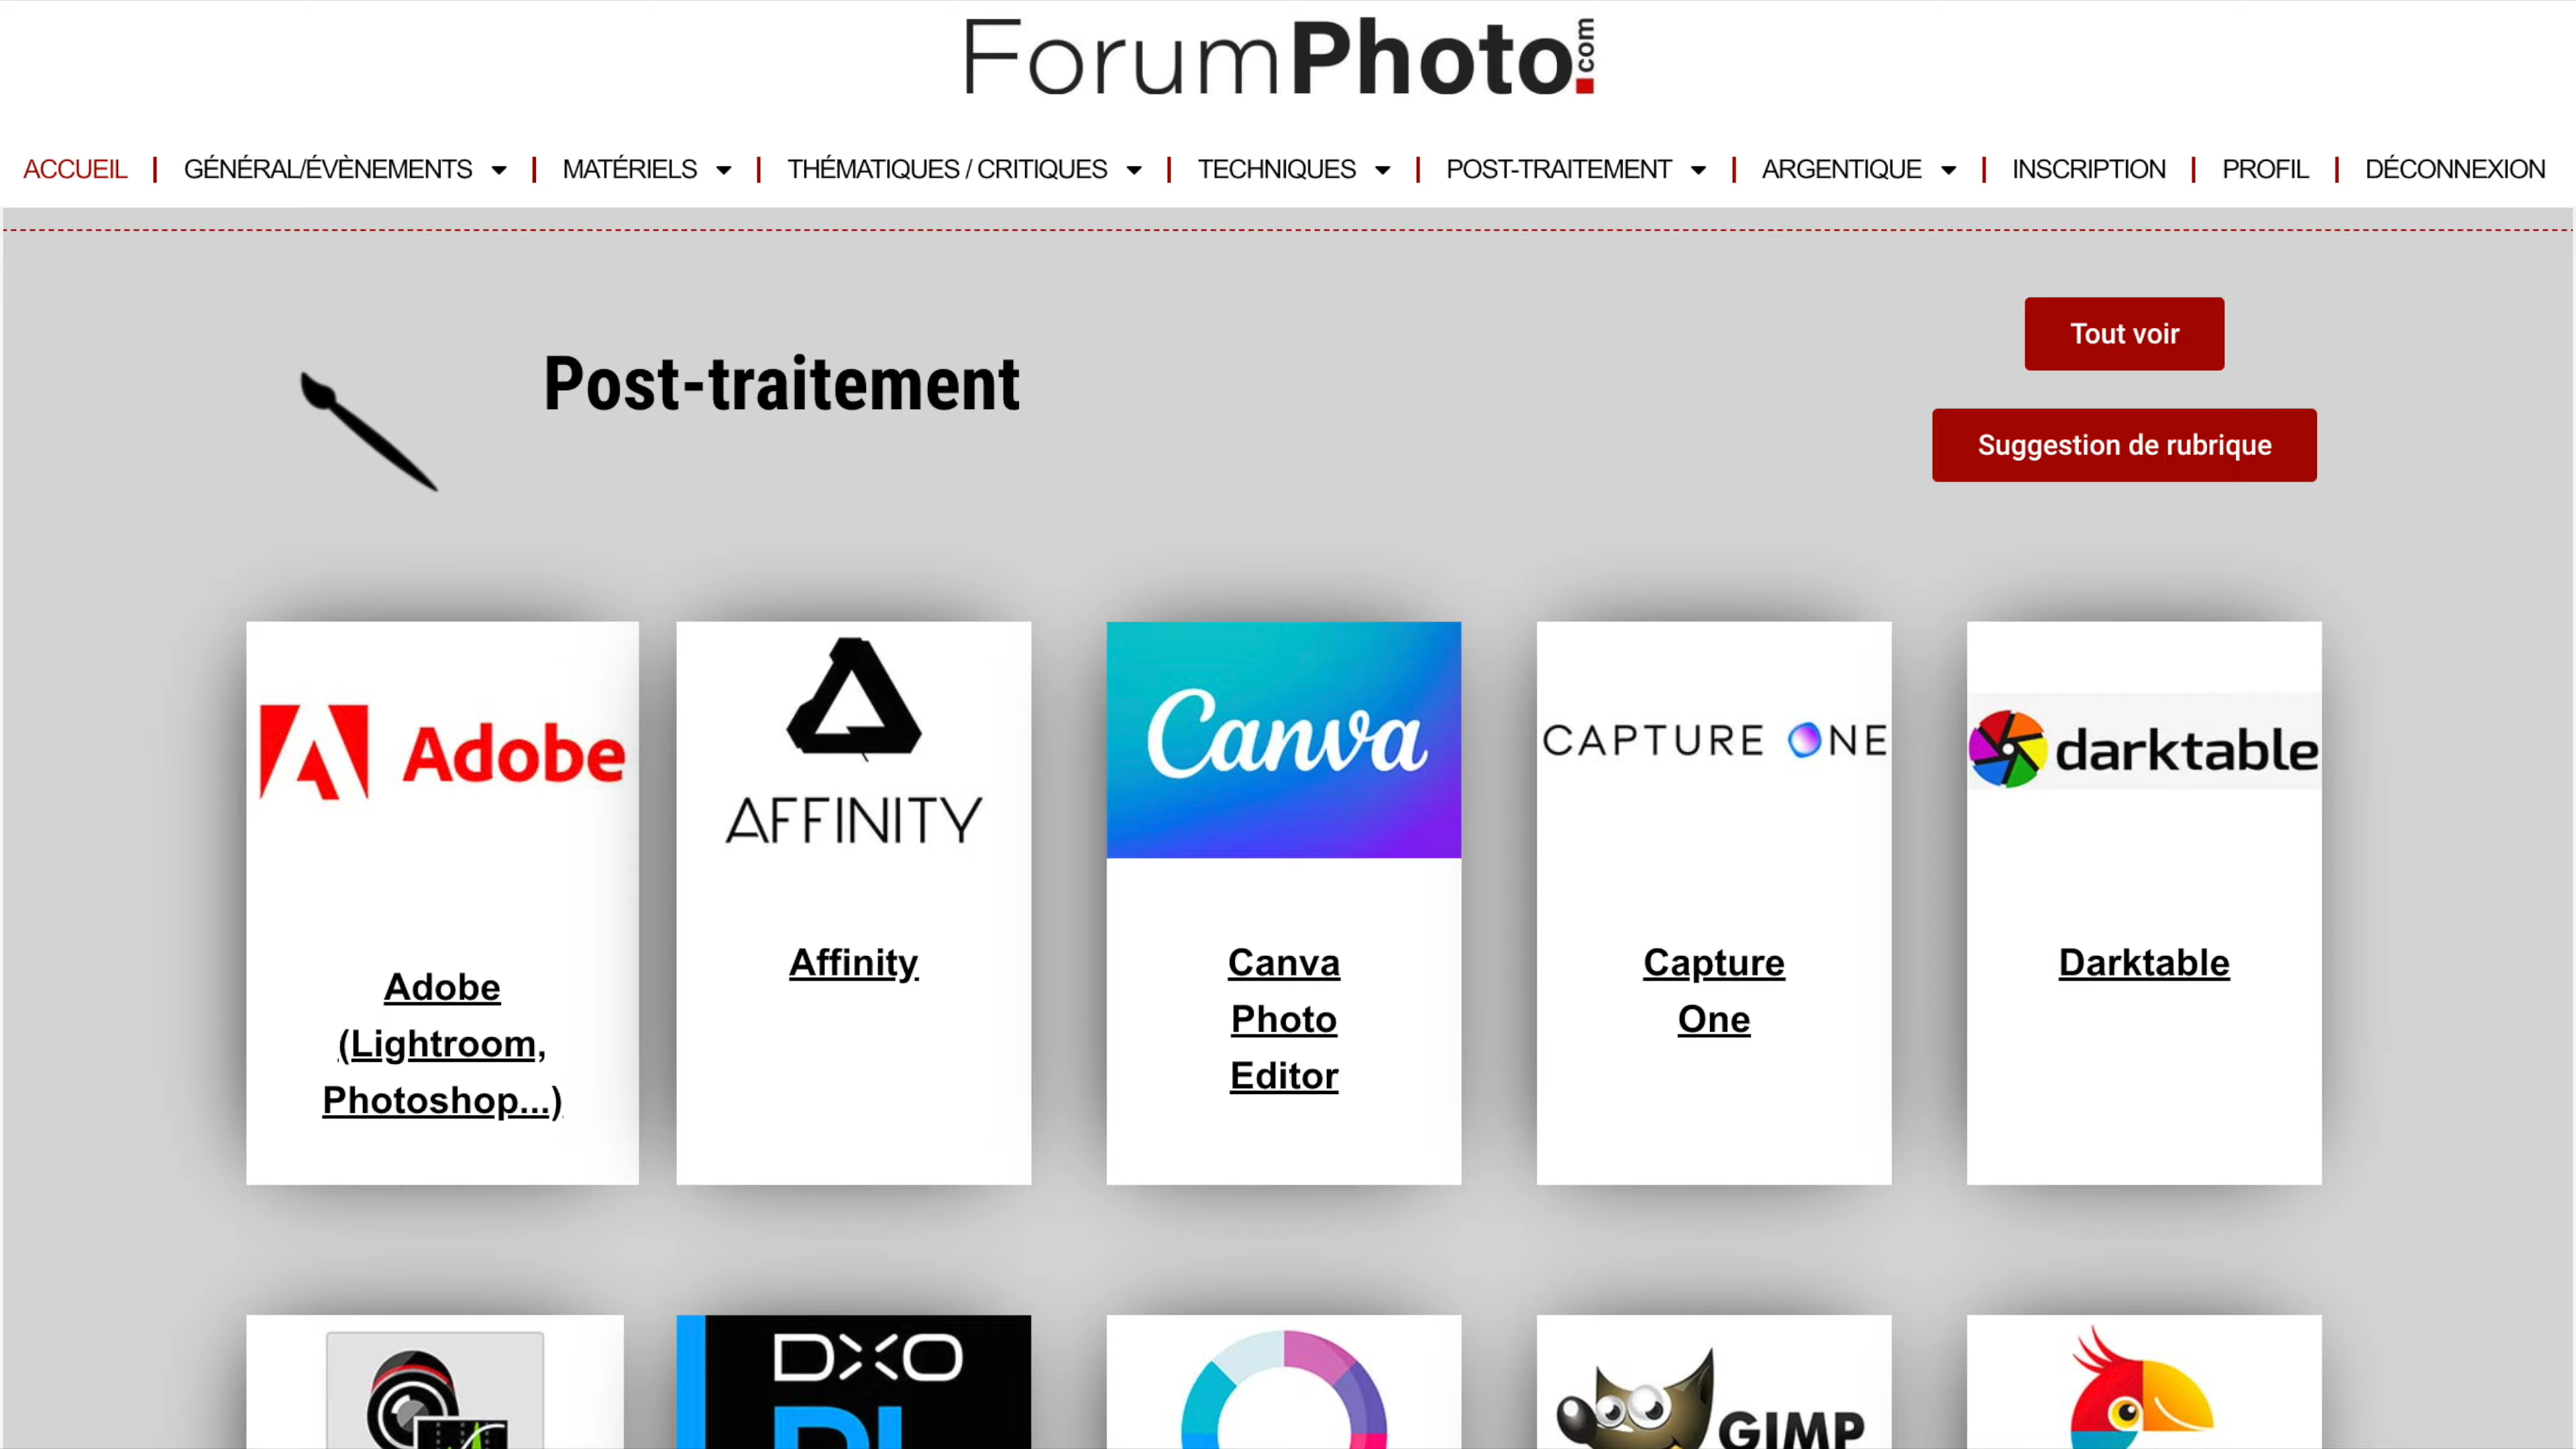 ForumPhoto.com
ACCUEIL
GÉNÉRAL/ÉVÈNEMENTS
MATÉRIELS
THÉMATIQUES / CRITIQUES
TECHNIQUES
POST-TRAITEMENT
ARGENTIQUE
INSCRIPTION
PROFIL
DÉCONNEXION
Post-traitement
Tout voir
Suggestion de rubrique
Adobe
AFFINITY
Canva
CAPTURE ONE
darktable
Adobe
(Lightroom,
Photoshop...)
Affinity
Canva
Photo
Editor
Capture
One
Darktable
DXO
GIMP